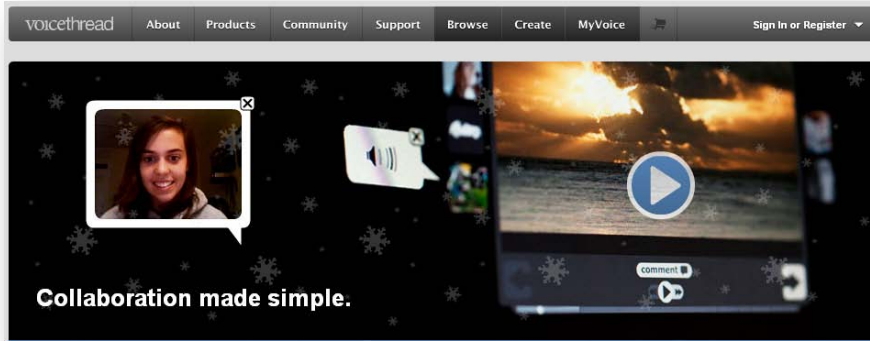 voicethread About Products Community Support Browse Create MyVoice Sign In or Register
comment
Collaboration made simple.